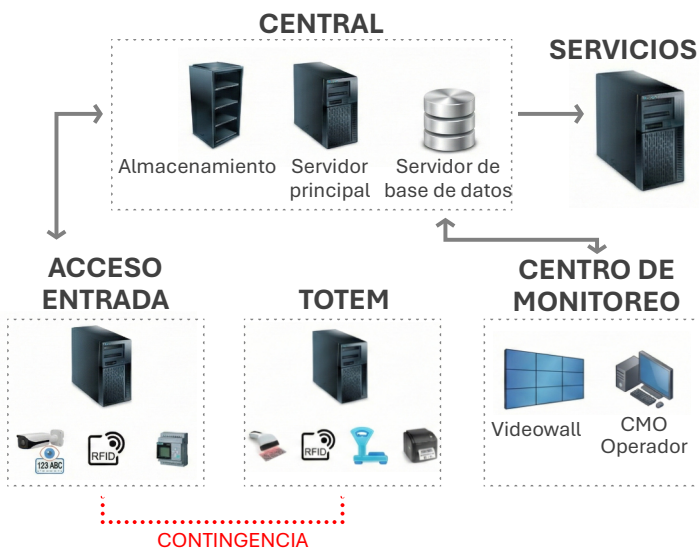 CENTRAL
SERVICIOS
Almacenamiento
Servidor
principal
Servidor de
base de datos
ACCESO
ENTRADA
TOTEM
CENTRO DE
MONITOREO
123 ABC
RFID
RFID
Videowall
CMO
Operador
CONTINGENCIA